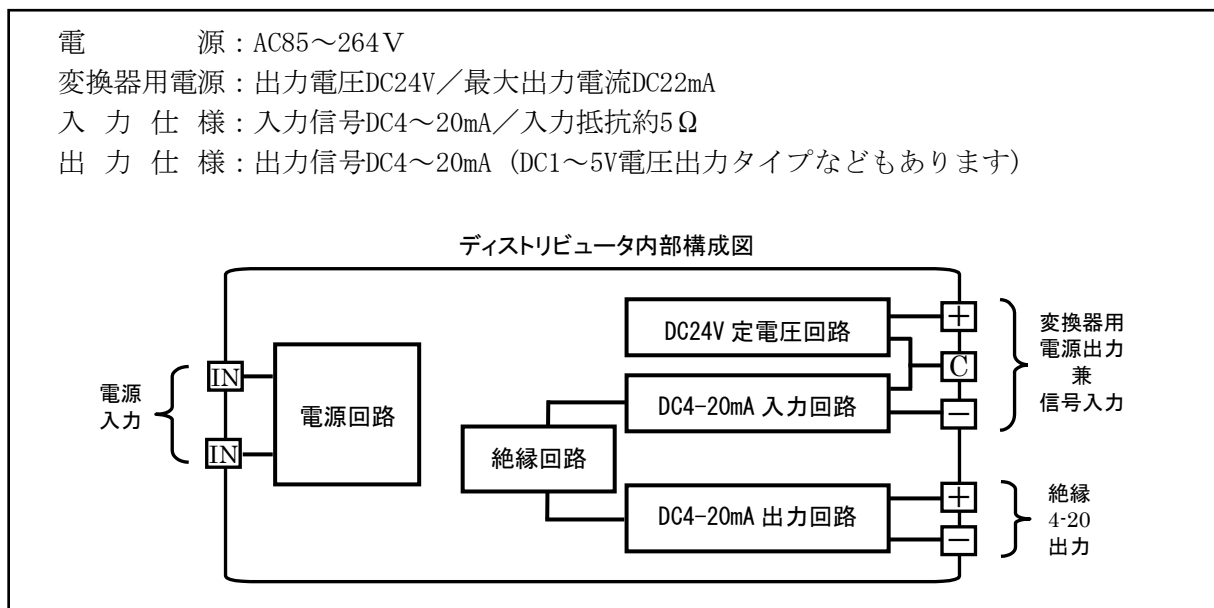 電　　　　源：AC85～264V
変換器用電源：出力電圧DC24V／最大出力電流DC22mA
入　力　仕　様：入力信号DC4～20mA／入力抵抗約5Ω
出　力　仕　様：出力信号DC4～20mA（DC1～5V電圧出力タイプなどもあります）
ディストリビュータ内部構成図
電源
入力
IN
IN
電源回路
絶縁回路
DC24V 定電圧回路
DC4-20mA 入力回路
DC4-20mA 出力回路
＋
C
－
＋
－
変換器用
電源出力
兼
信号入力
絶縁
4-20
出力